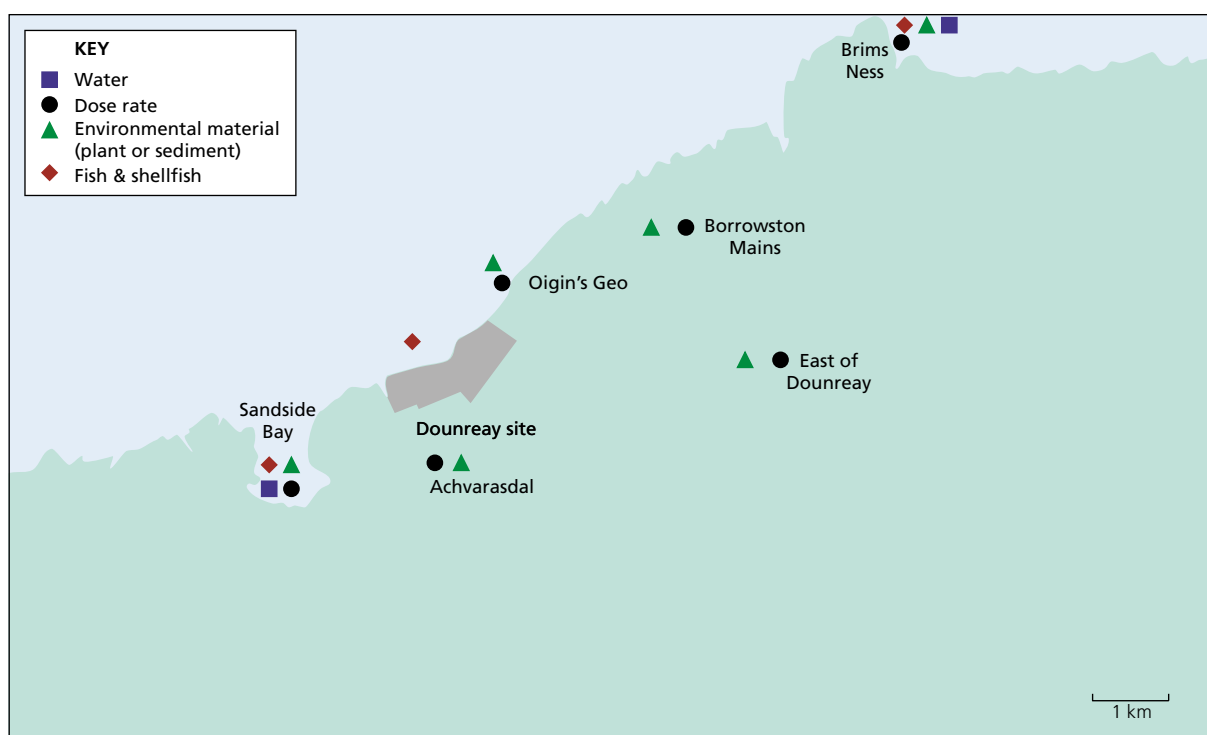 KEY
Water
Dose rate
Environmental material
(plant or sediment)
Fish & shellfish
Brims
Ness
Borrowston
Mains
Oigin's Geo
East of
Dounreay
Sandside
Bay
Dounreay site
Achvarasdal
1 km